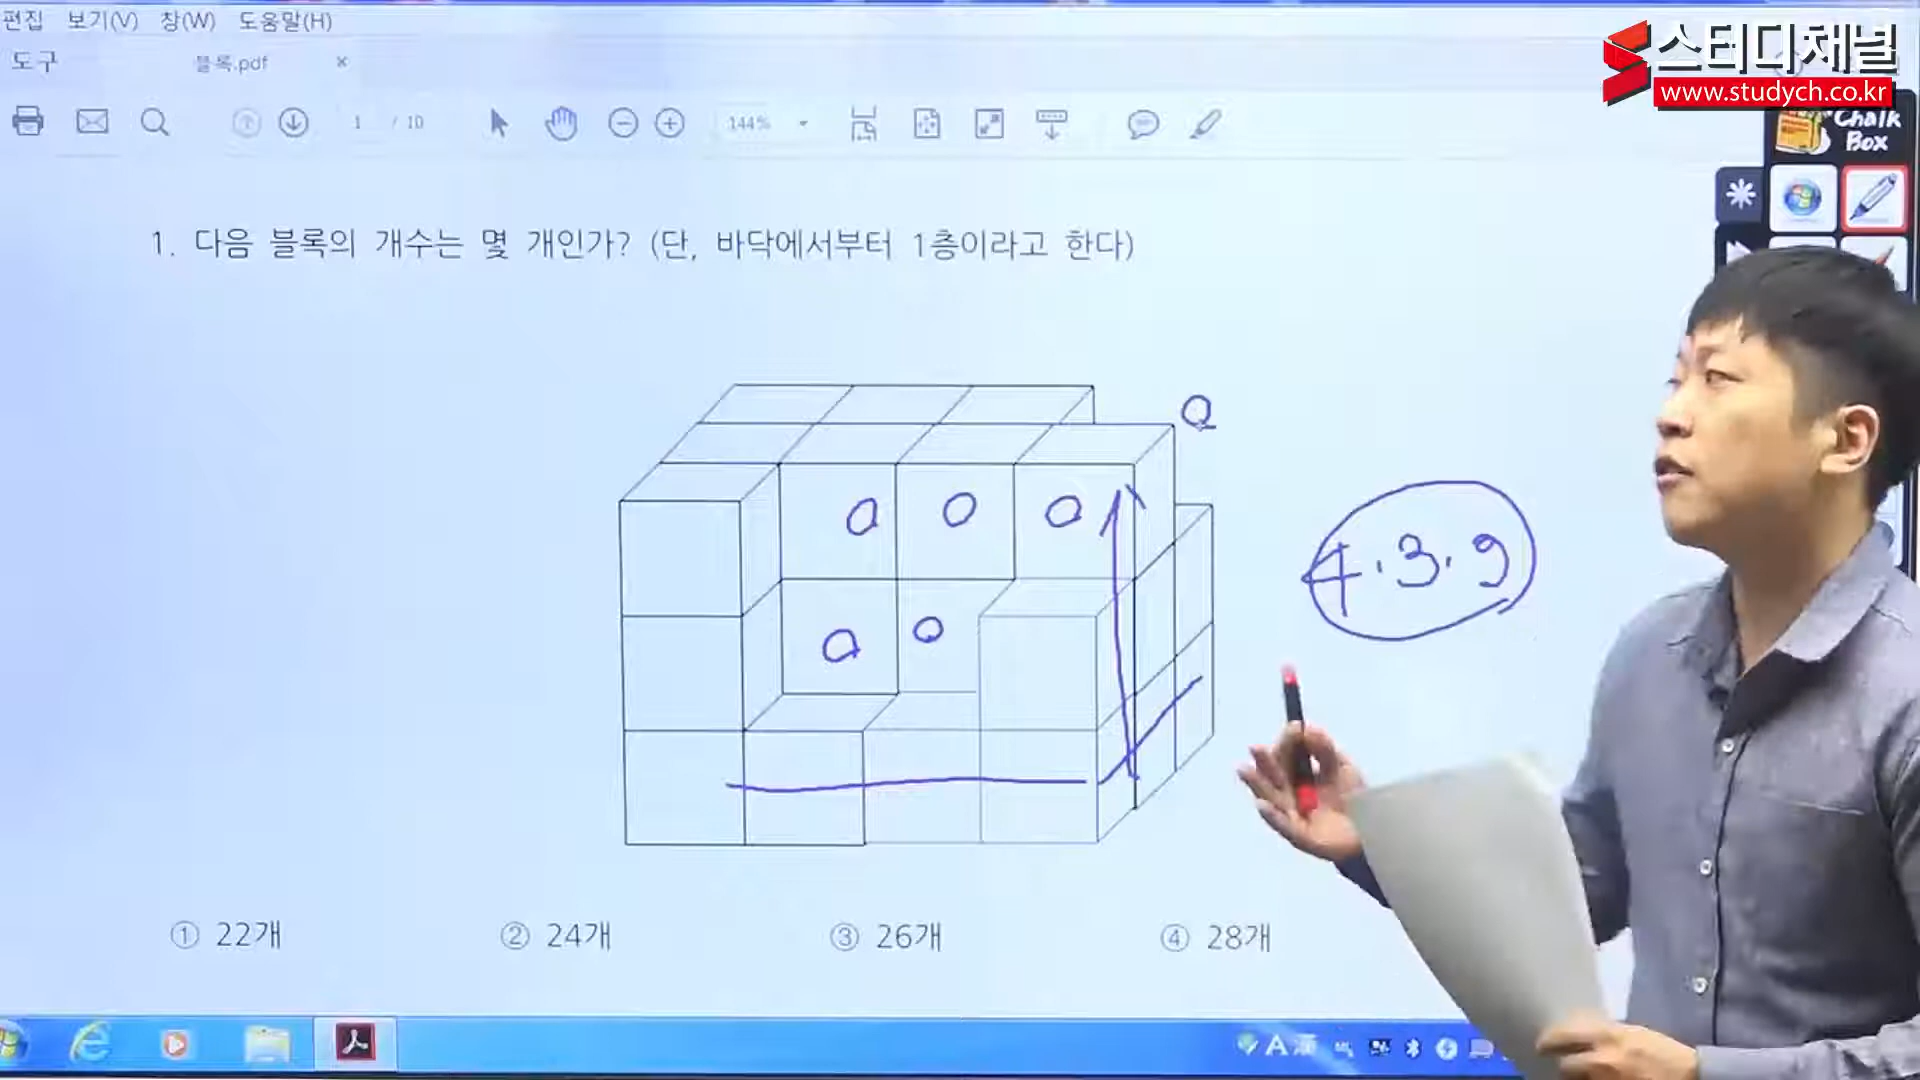 편집 보기(V) 창(W) 도움말(H)
스터디채널
www.studych.co.kr
도구 블록.pdf ×
1 / 10 144%
Chalk Box
1. 다음 블록의 개수는 몇 개인가? (단, 바닥에서부터 1층이라고 한다)
4.3.9
① 22개 ② 24개 ③ 26개 ④ 28개
A 漢